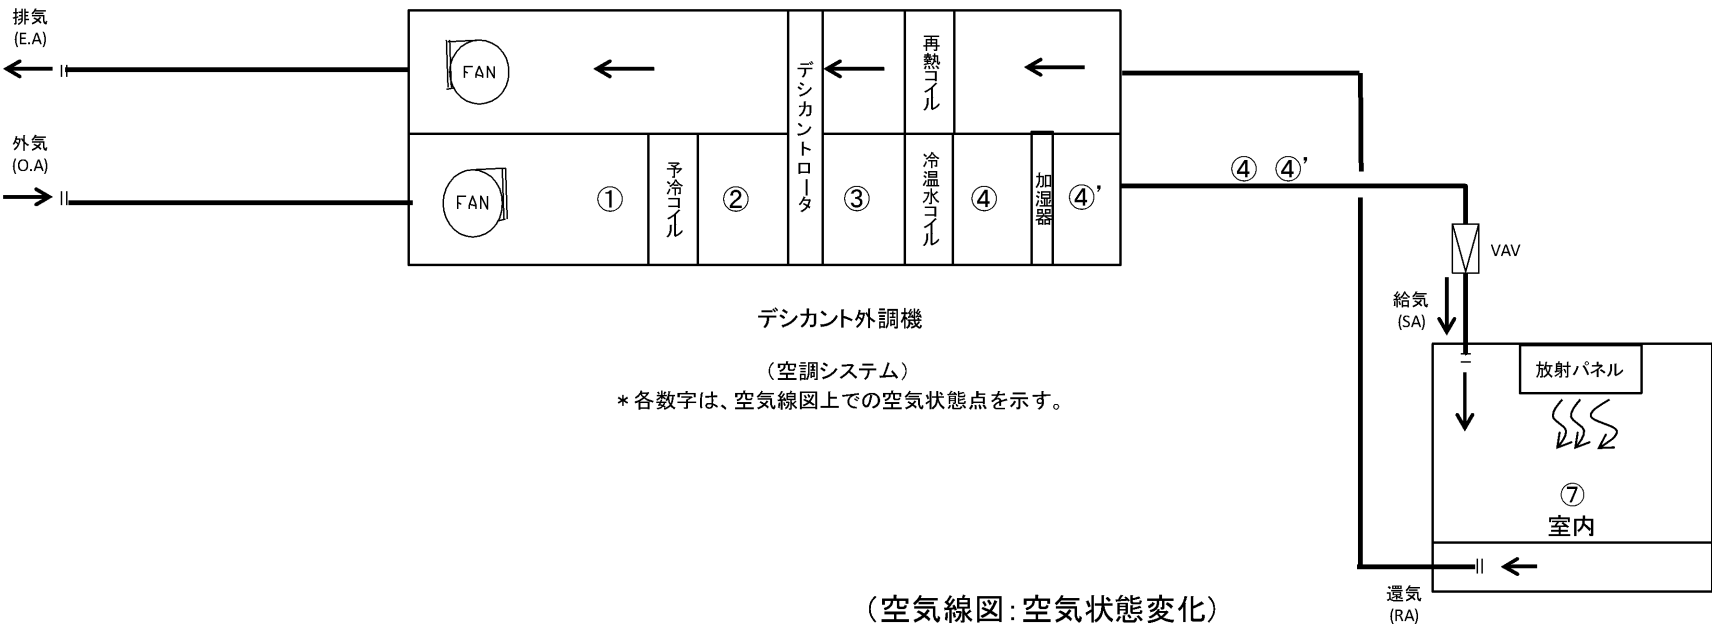 排気
(E.A)
外気
(O.A)
FAN
FAN
①
予冷コイル
②
デシカントロータ
③
再熱コイル
冷温水コイル
④
加湿器
④'
④ ④'
VAV
給気
(SA)
放射パネル
⑦
室内
還気
(RA)
デシカント外調機
（空調システム）
＊各数字は、空気線図上での空気状態点を示す。
（空気線図：空気状態変化）